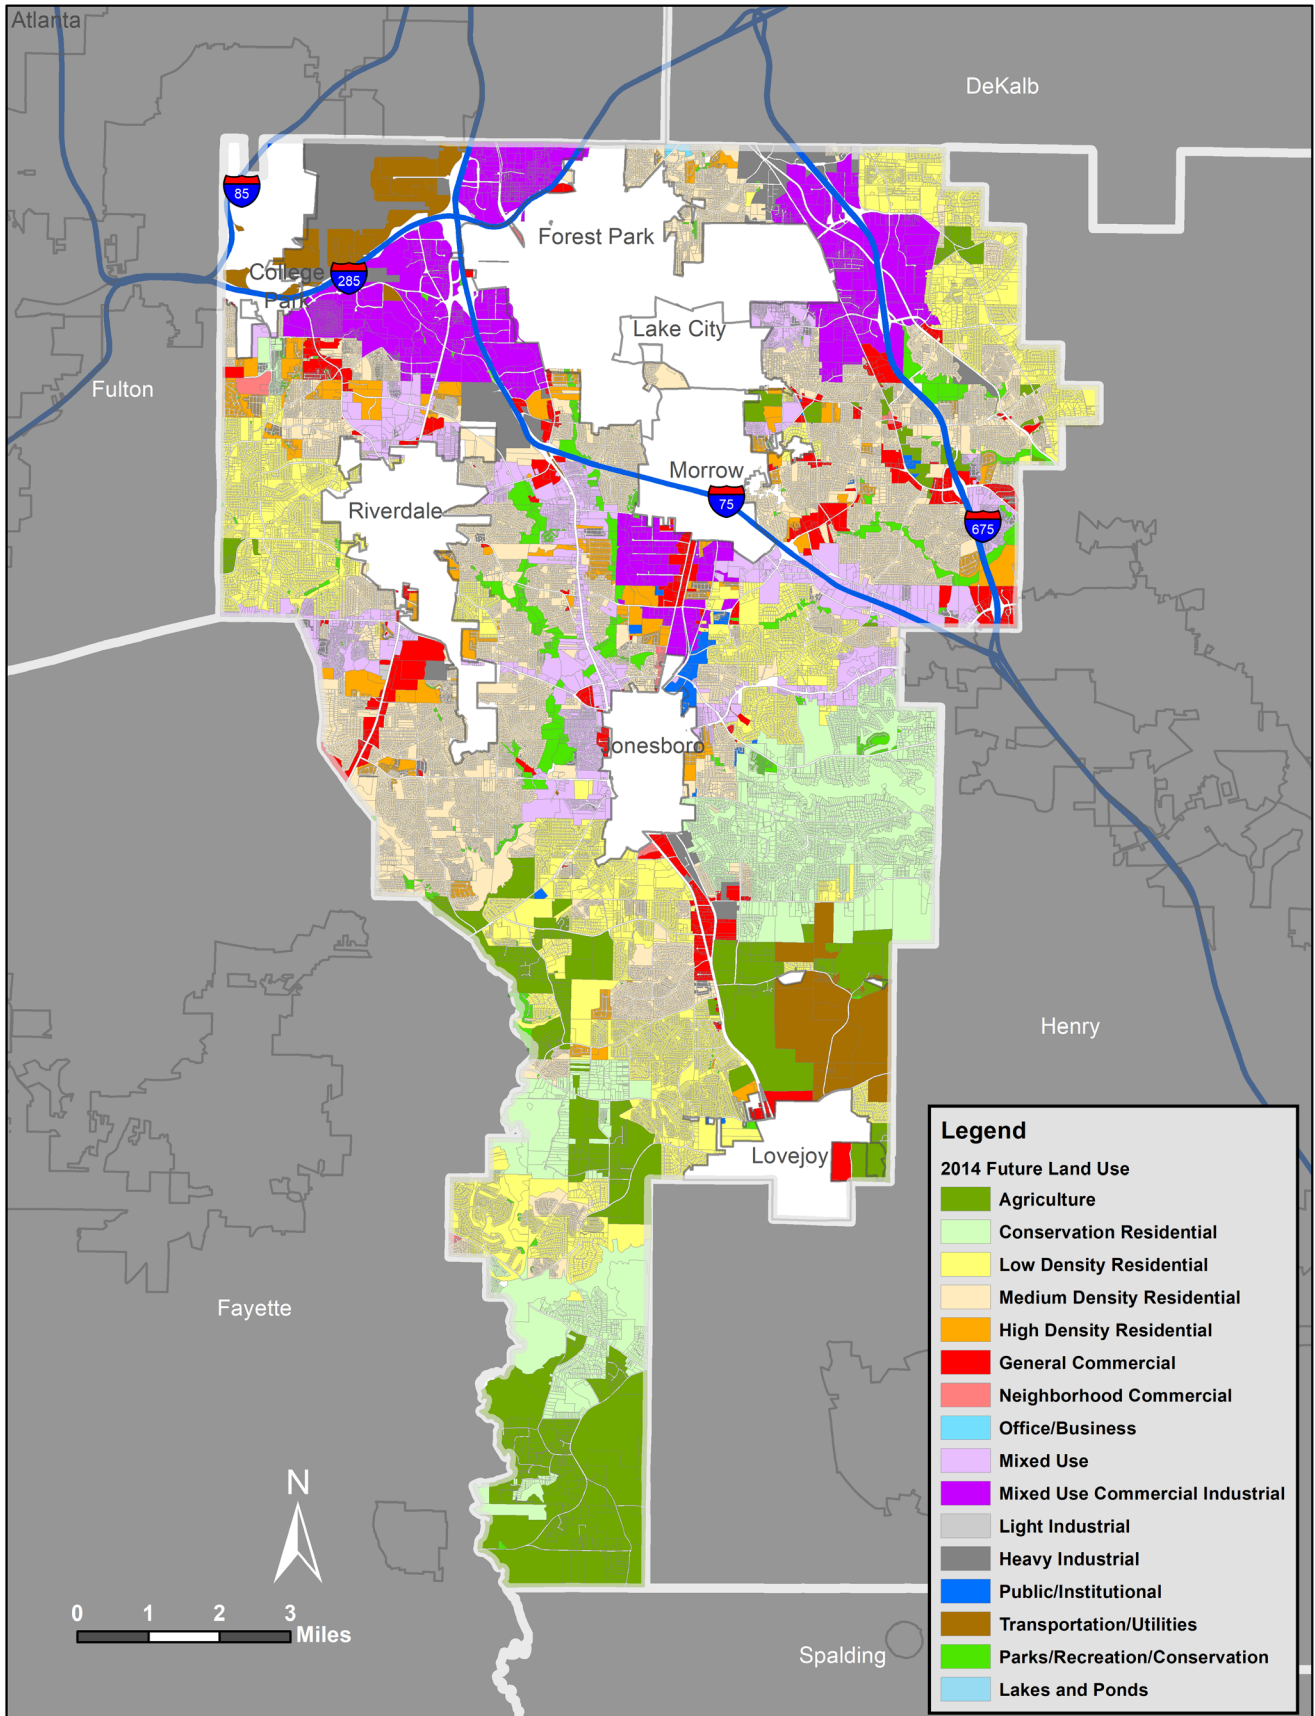 Atlanta
DeKalb
85
Forest Park
College
Park
285
Lake City
Fulton
Morrow
75
Riverdale
675
Jonesboro
Henry
Lovejoy
Fayette
Spalding
N
0 1 2 3
Miles
Legend
2014 Future Land Use
Agriculture
Conservation Residential
Low Density Residential
Medium Density Residential
High Density Residential
General Commercial
Neighborhood Commercial
Office/Business
Mixed Use
Mixed Use Commercial Industrial
Light Industrial
Heavy Industrial
Public/Institutional
Transportation/Utilities
Parks/Recreation/Conservation
Lakes and Ponds